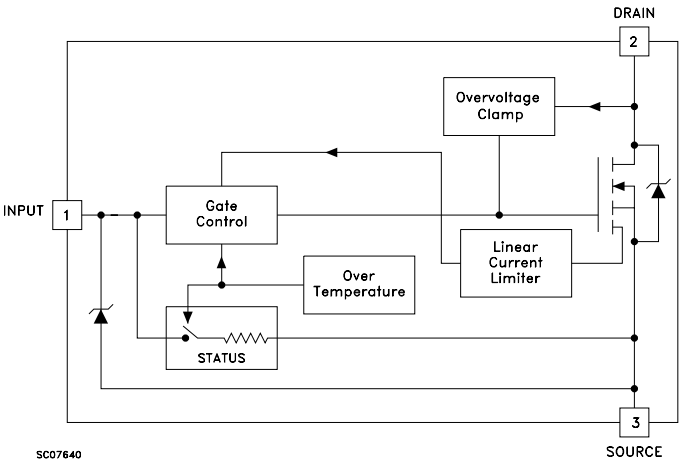 DRAIN
2
Overvoltage
Clamp
INPUT
1
Gate
Control
Linear
Current
Limiter
Over
Temperature
STATUS
3
SOURCE
SC07640